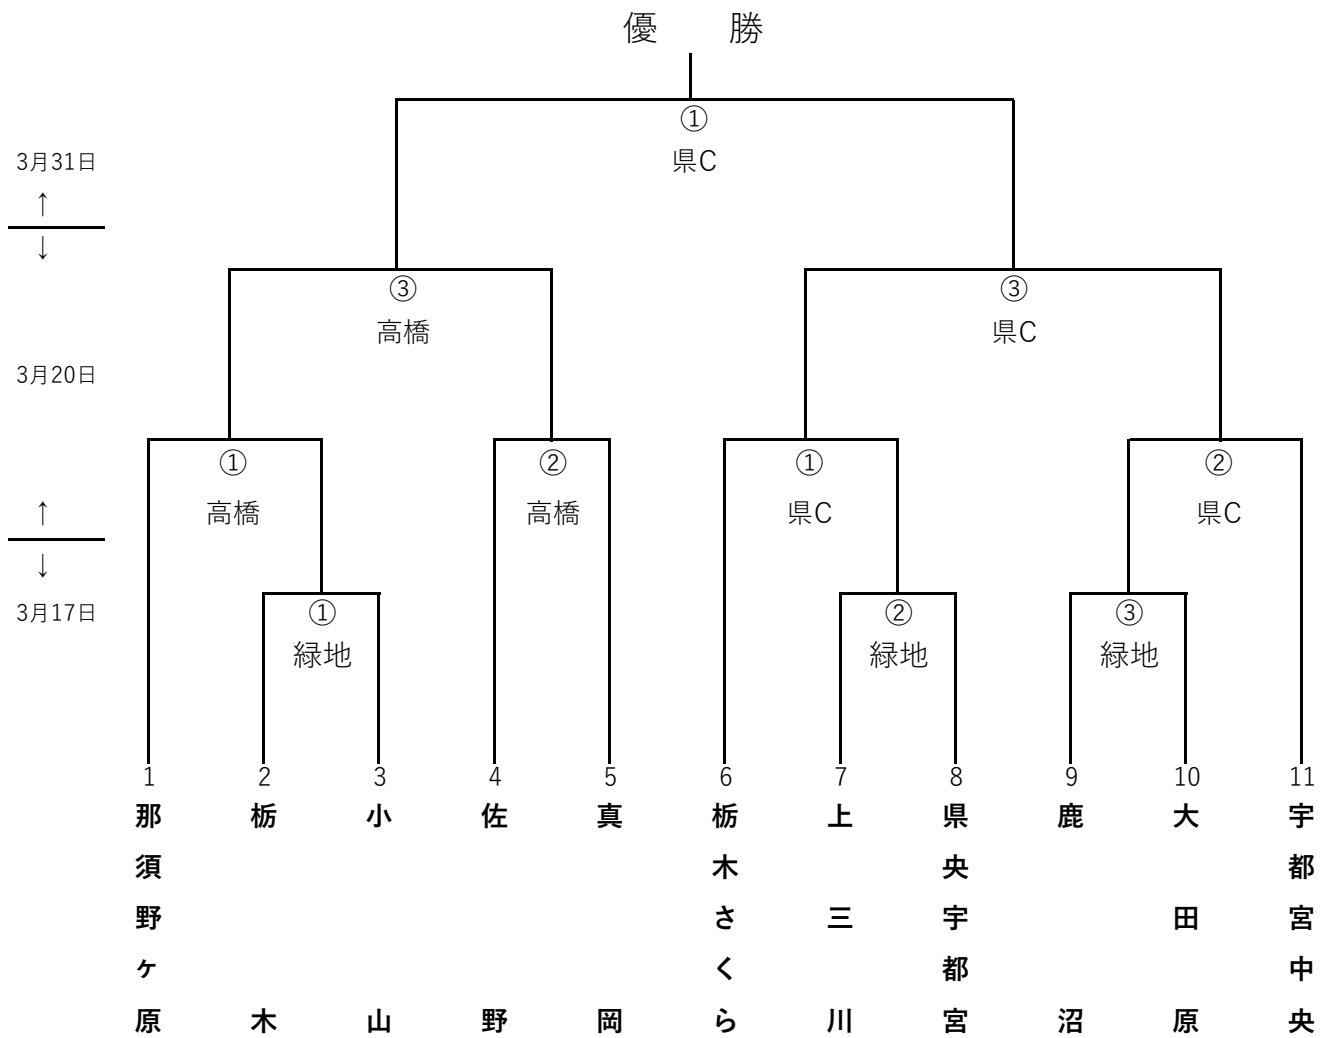 優 勝
①
県C
3月31日
↑
↓
③
高橋
③
県C
3月20日
①
高橋
②
高橋
①
県C
②
県C
↑
↓
3月17日
①
緑地
②
緑地
③
緑地
1 2 3 4 5 6 7 8 9 10 11
那須野ヶ原
栃木
小山
佐野
真岡
栃木さくら
上三川
県央宇都宮
鹿沼
大田原
宇都宮中央